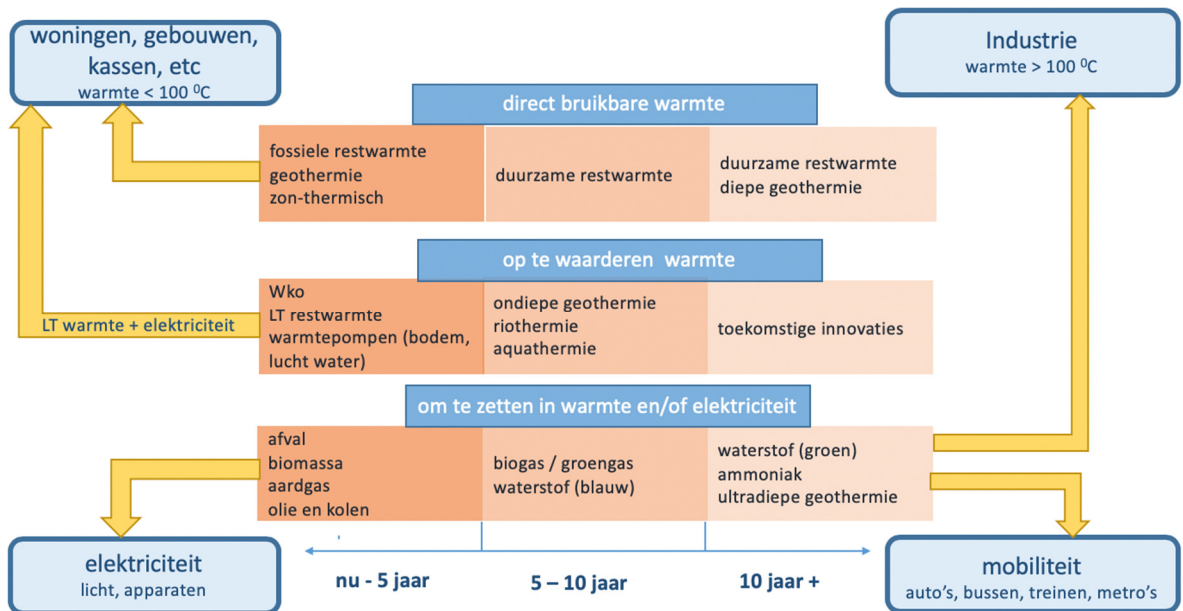 woningen, gebouwen,
kassen, etc
warmte < 100 ⁰C
Industrie
warmte > 100 ⁰C
direct bruikbare warmte
fossiele restwarmte
geothermie
zon-thermisch
duurzame restwarmte
duurzame restwarmte
diepe geothermie
op te waarderen warmte
LT warmte + elektriciteit
Wko
LT restwarmte
warmtepompen (bodem,
lucht water)
ondiepe geothermie
riothermie
aquathermie
toekomstige innovaties
om te zetten in warmte en/of elektriciteit
afval
biomassa
aardgas
olie en kolen
biogas / groengas
waterstof (blauw)
waterstof (groen)
ammoniak
ultradiepe geothermie
elektriciteit
licht, apparaten
nu - 5 jaar
5 – 10 jaar
10 jaar +
mobiliteit
auto's, bussen, treinen, metro's